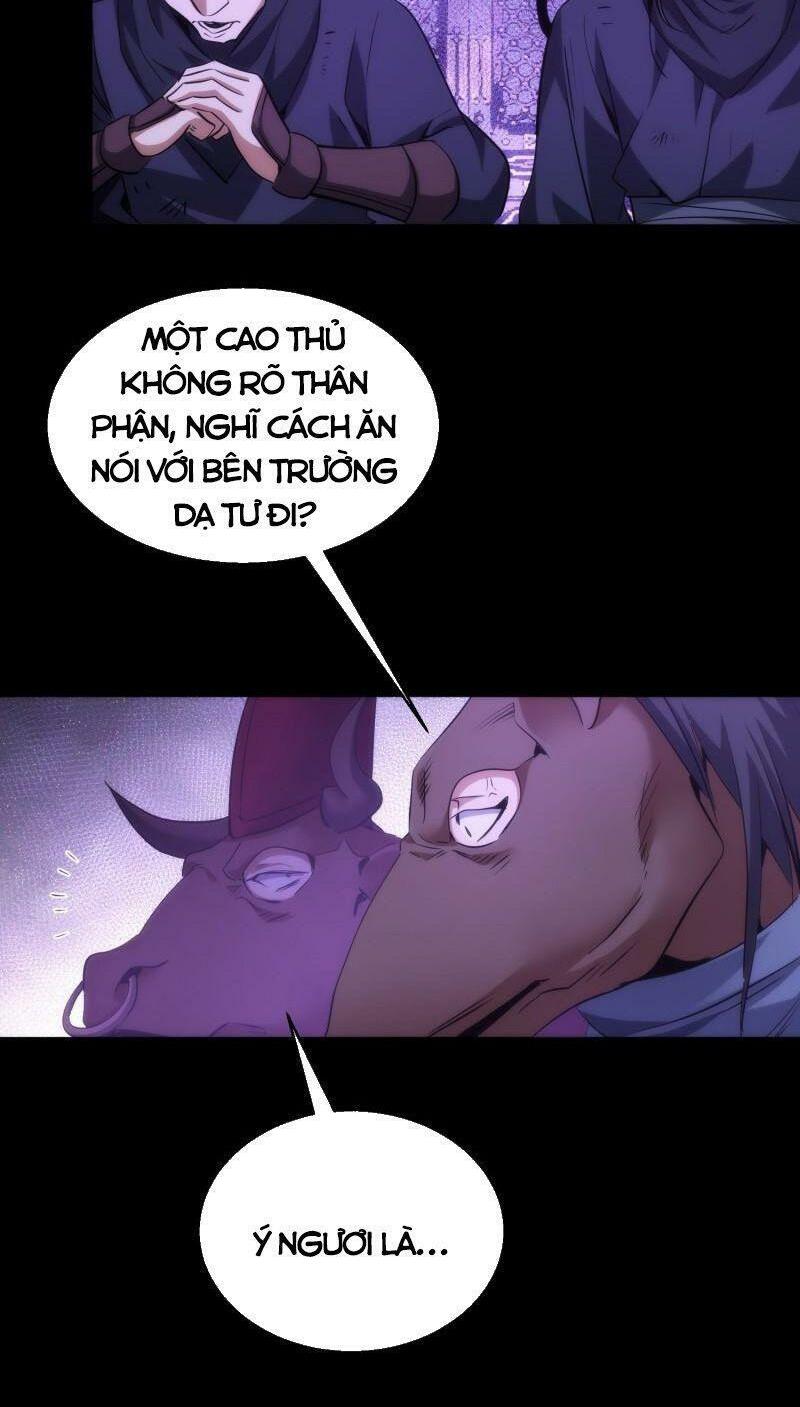 MỘT CAO THỦ
KHÔNG RÕ THÂN
PHẬN, NGHĨ CÁCH ĂN
NÓI VỚI BÊN TRƯỜNG
DẠ TƯ ĐI?
Ý NGƯƠI LÀ...